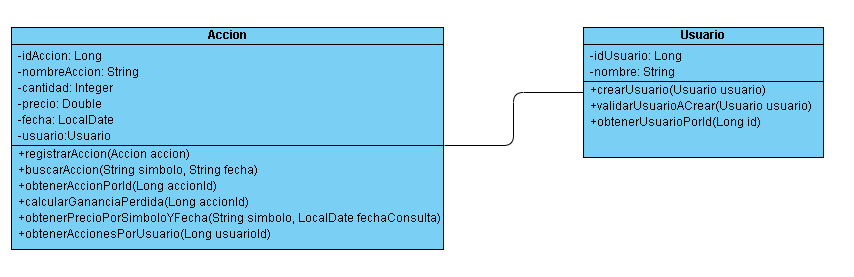 Accion
-idAccion: Long
-nombreAccion: String
-cantidad: Integer
-precio: Double
-fecha: LocalDate
-usuario:Usuario
+registrarAccion(Accion accion)
+buscarAccion(String simbolo, String fecha)
+obtenerAccionPorId(Long accionId)
+calcularGananciaPerdida(Long accionId)
+obtenerPrecioPorSimboloYFecha(String simbolo, LocalDate fechaConsulta)
+obtenerAccionesPorUsuario(Long usuarioId)
Usuario
-idUsuario: Long
-nombre: String
+crearUsuario(Usuario usuario)
+validarUsuarioACrear(Usuario usuario)
+obtenerUsuarioPorId(Long id)